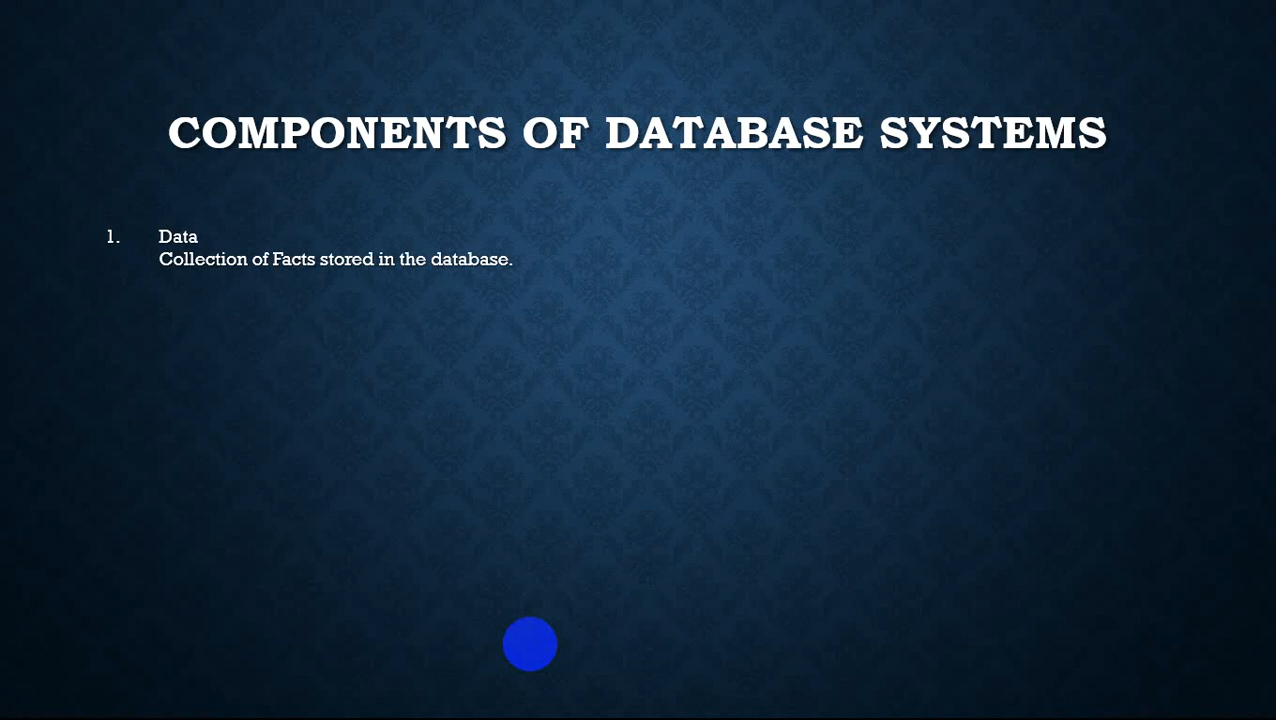 COMPONENTS OF DATABASE SYSTEMS
1. Data
Collection of Facts stored in the database.